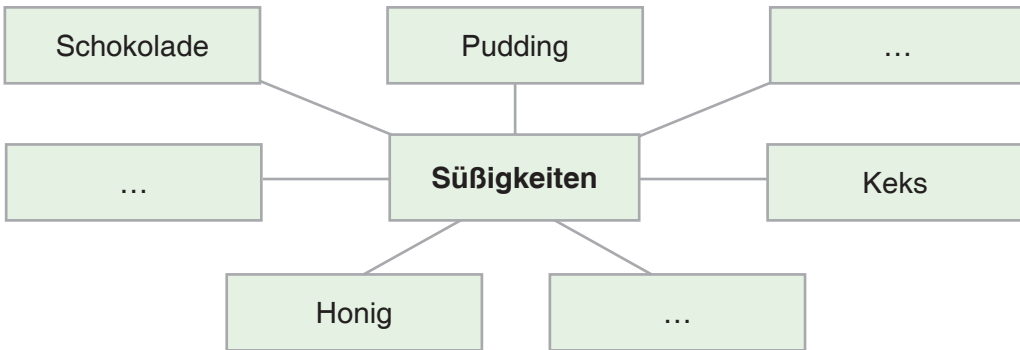 Schokolade
Pudding
…
…
Süßigkeiten
Keks
Honig
…